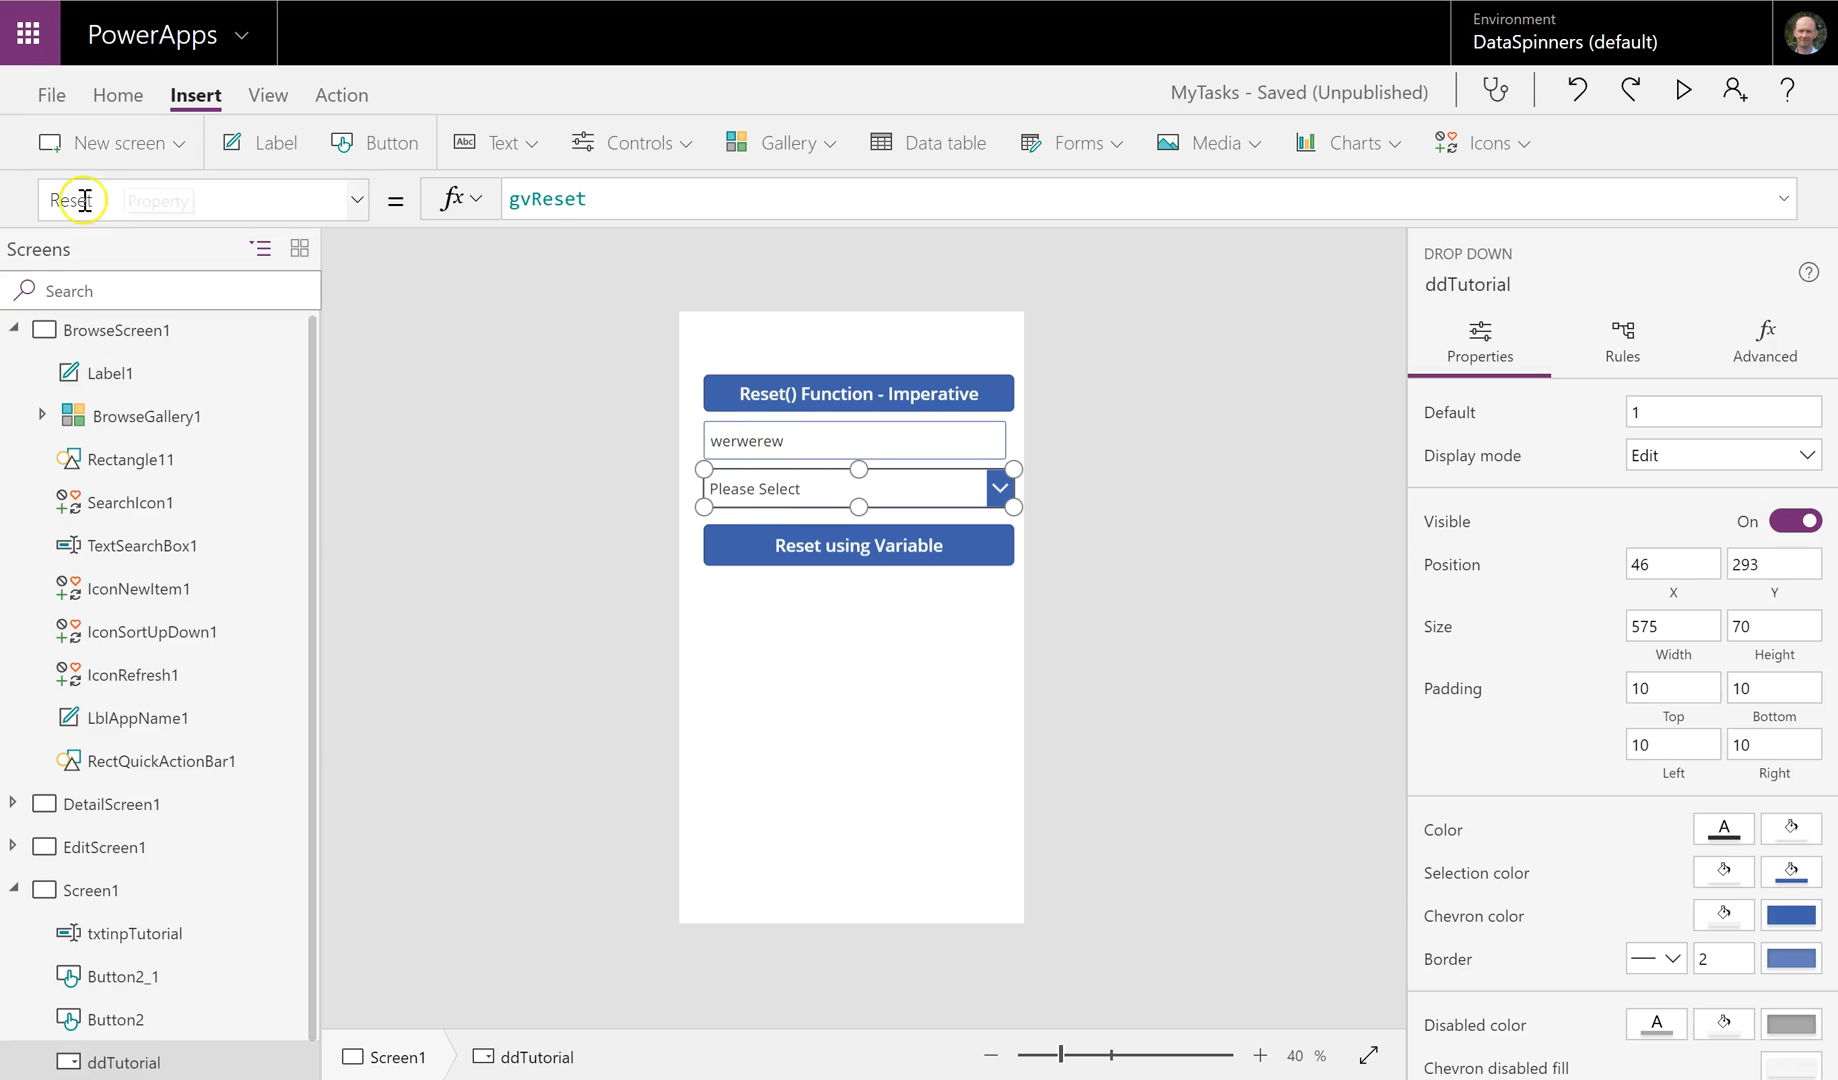 PowerApps
Environment
DataSpinners (default)
File
Home
Insert
View
Action
MyTasks - Saved (Unpublished)
?
New screen
Label
Button
Abc
Text
Controls
Gallery
Data table
Forms
Media
Charts
Icons
Reset
Property
=
fx
gvReset
Screens
Search
BrowseScreen1
Label1
BrowseGallery1
Rectangle11
SearchIcon1
TextSearchBox1
IconNewItem1
IconSortUpDown1
IconRefresh1
LblAppName1
RectQuickActionBar1
DetailScreen1
EditScreen1
Screen1
txtinpTutorial
Button2_1
Button2
ddTutorial
Reset() Function - Imperative
werwerew
Please Select
Reset using Variable
Screen1
ddTutorial
40 %
DROP DOWN
ddTutorial
?
Properties
Rules
fx
Advanced
Default
1
Display mode
Edit
Visible
On
Position
46
293
X
Y
Size
575
70
Width
Height
Padding
10
10
Top
Bottom
10
10
Left
Right
Color
A
Selection color
Chevron color
Border
2
Disabled color
A
Chevron disabled fill